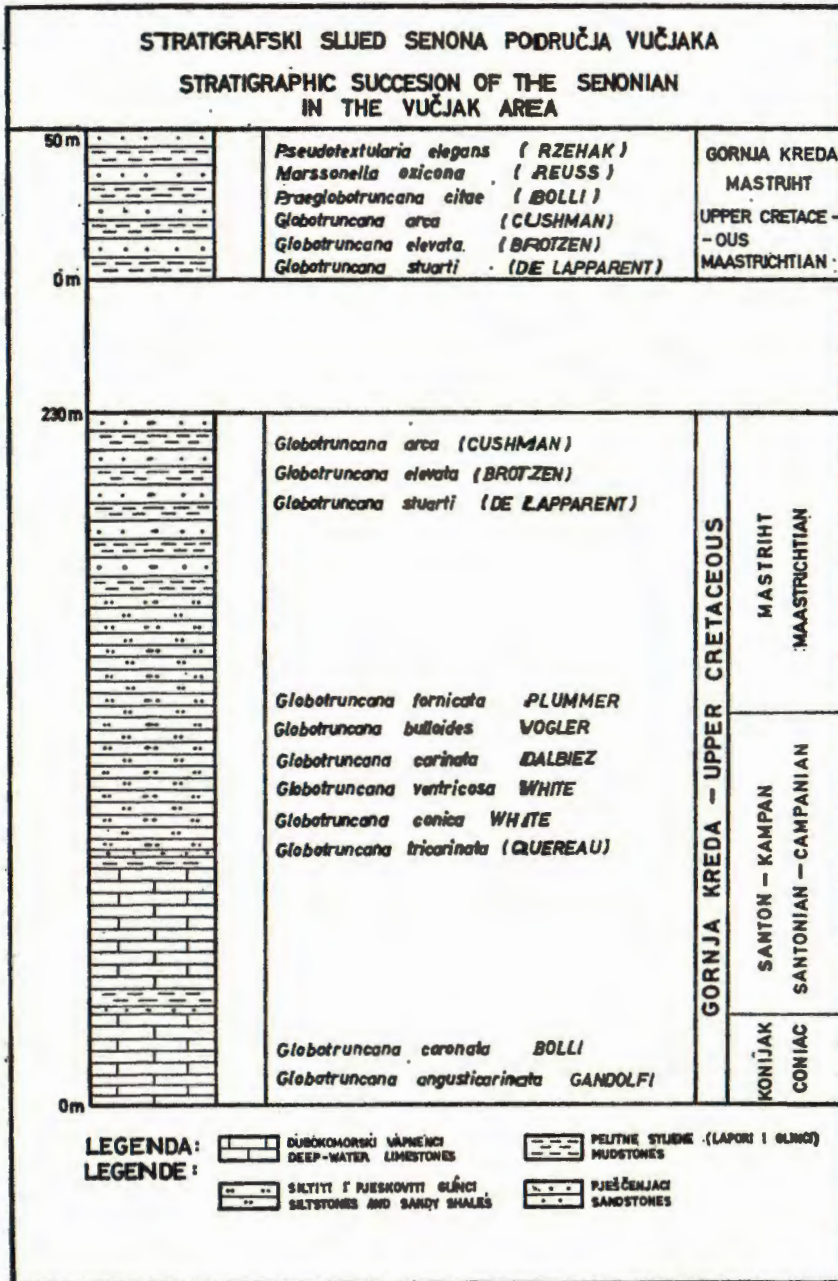 STRATIGRAFSKI SLIJED SENONA PODRUČJA VUČJAKA
STRATIGRAPHIC SUCCESION OF THE SENONIAN
IN THE VUČJAK AREA
50 m
Pseudotextularia elegans (RZEHAK)
Marssonella oxicona (REUSS)
Praeglobotruncana citae (BOLLI)
Globotruncana arca (CUSHMAN)
Globotruncana elevata. (BROTZEN)
Globotruncana stuarti (DE LAPPARENT)
GORNJA KREDA
MASTRIHT
UPPER CRETACE-
-OUS
MAASTRICHTIAN
0 m
230 m
Globotruncana arca (CUSHMAN)
Globotruncana elevata (BROTZEN)
Globotruncana stuarti (DE LAPPARENT)
Globotruncana fornicata PLUMMER
Globotruncana bulloides VOGLER
Globotruncana carinata DALBIEZ
Globotruncana ventricosa WHITE
Globotruncana conica WHITE
Globotruncana tricarinata (QUEREAU)
Globotruncana coronata BOLLI
Globotruncana angusticarinata GANDOLFI
GORNJA KREDA – UPPER CRETACEOUS
MASTRIHT
MAASTRICHTIAN
SANTON – KAMPAN
SANTONIAN – CAMPANIAN
KONIJAK
CONIAC
0 m
LEGENDA:
LEGENDE:
DUBOKOMORSKI VAPNENCI
DEEP-WATER LIMESTONES
PELITNE STIJENE (LAPORI I GLINCI)
MUDSTONES
SILTITI I PJESKOVITI GLINCI
SILTSTONES AND SANDY SHALES
PJEŠČENJACI
SANDSTONES